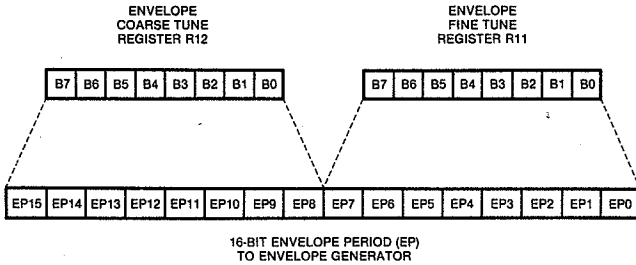 ENVELOPE
COARSE TUNE
REGISTER R12
ENVELOPE
FINE TUNE
REGISTER R11
B7 B6 B5 B4 B3 B2 B1 B0
B7 B6 B5 B4 B3 B2 B1 B0
EP15 EP14 EP13 EP12 EP11 EP10 EP9 EP8 EP7 EP6 EP5 EP4 EP3 EP2 EP1 EP0
16-BIT ENVELOPE PERIOD (EP)
TO ENVELOPE GENERATOR